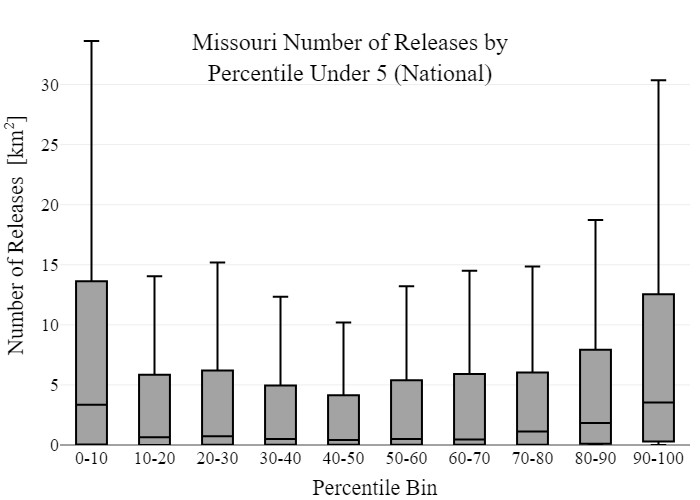 Missouri Number of Releases by
Percentile Under 5 (National)
Number of Releases [km²]
30
25
20
15
10
5
0
0-10 10-20 20-30 30-40 40-50 50-60 60-70 70-80 80-90 90-100
Percentile Bin